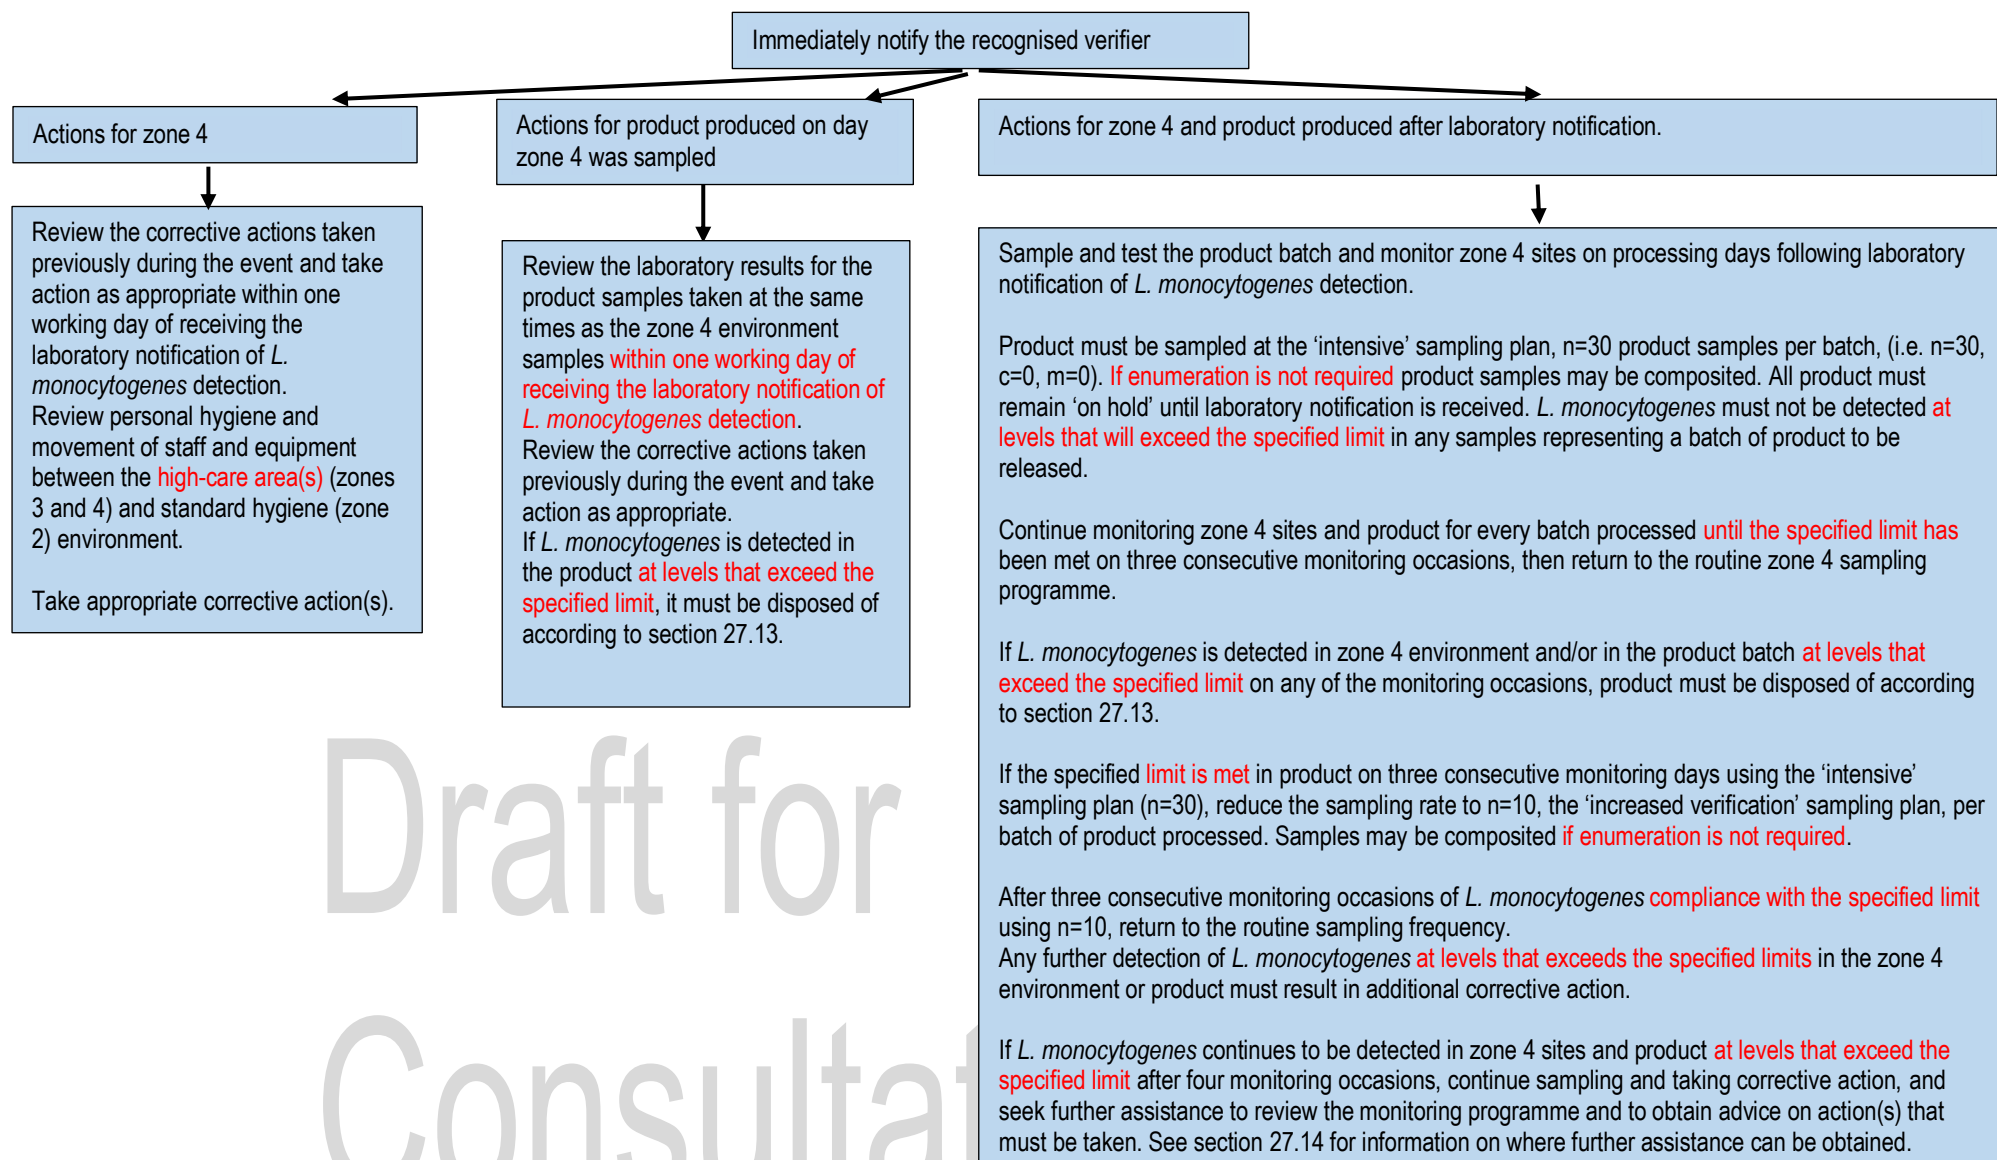 Immediately notify the recognised verifier
Actions for zone 4
Review the corrective actions taken
previously during the event and take
action as appropriate within one
working day of receiving the
laboratory notification of L.
monocytogenes detection.
Review personal hygiene and
movement of staff and equipment
between the high-care area(s) (zones
3 and 4) and standard hygiene (zone
2) environment.
Take appropriate corrective action(s).
Actions for product produced on day
zone 4 was sampled
Review the laboratory results for the
product samples taken at the same
times as the zone 4 environment
samples within one working day of
receiving the laboratory notification of
L. monocytogenes detection.
Review the corrective actions taken
previously during the event and take
action as appropriate.
If L. monocytogenes is detected in
the product at levels that exceed the
specified limit, it must be disposed of
according to section 27.13.
Actions for zone 4 and product produced after laboratory notification.
Sample and test the product batch and monitor zone 4 sites on processing days following laboratory
notification of L. monocytogenes detection.
Product must be sampled at the ‘intensive’ sampling plan, n=30 product samples per batch, (i.e. n=30,
c=0, m=0). If enumeration is not required product samples may be composited. All product must
remain ‘on hold’ until laboratory notification is received. L. monocytogenes must not be detected at
levels that will exceed the specified limit in any samples representing a batch of product to be
released.
Continue monitoring zone 4 sites and product for every batch processed until the specified limit has
been met on three consecutive monitoring occasions, then return to the routine zone 4 sampling
programme.
If L. monocytogenes is detected in zone 4 environment and/or in the product batch at levels that
exceed the specified limit on any of the monitoring occasions, product must be disposed of according
to section 27.13.
If the specified limit is met in product on three consecutive monitoring days using the ‘intensive’
sampling plan (n=30), reduce the sampling rate to n=10, the ‘increased verification’ sampling plan, per
batch of product processed. Samples may be composited if enumeration is not required.
After three consecutive monitoring occasions of L. monocytogenes compliance with the specified limit
using n=10, return to the routine sampling frequency.
Any further detection of L. monocytogenes at levels that exceeds the specified limits in the zone 4
environment or product must result in additional corrective action.
If L. monocytogenes continues to be detected in zone 4 sites and product at levels that exceed the
specified limit after four monitoring occasions, continue sampling and taking corrective action, and
seek further assistance to review the monitoring programme and to obtain advice on action(s) that
must be taken. See section 27.14 for information on where further assistance can be obtained.
Draft for